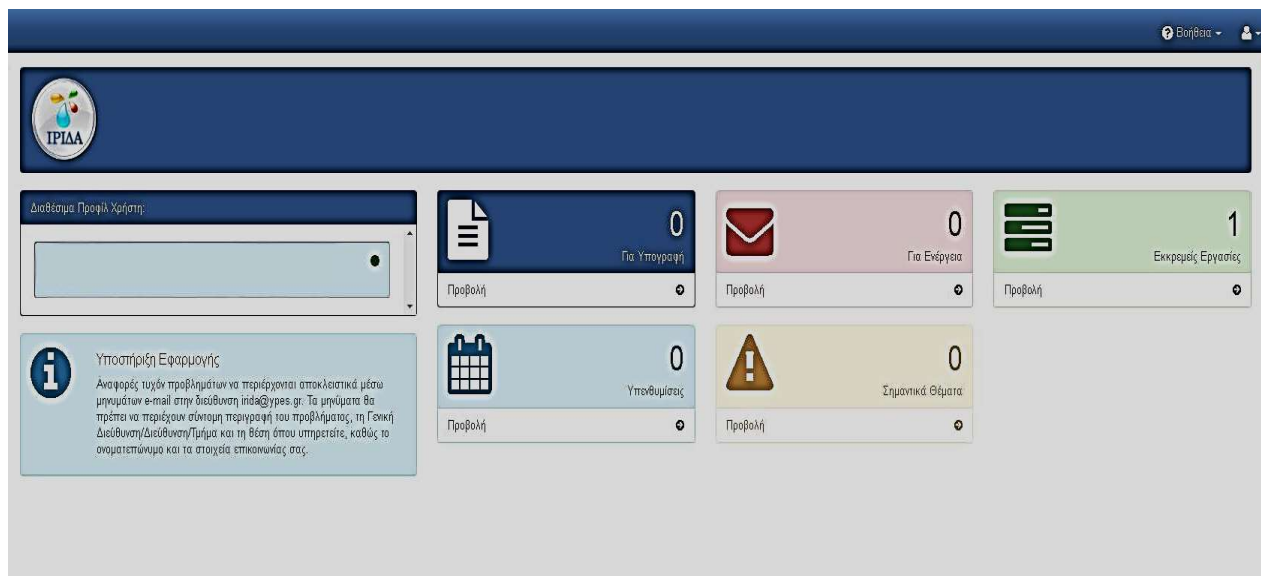 Βοήθεια
ΙΡΙΔΑ
Διαθέσιμα Προφίλ Χρήστη:
0
Για Υπογραφή
Προβολή
0
Για Ενέργεια
Προβολή
1
Εκκρεμείς Εργασίες
Προβολή
Υποστήριξη Εφαρμογής
Αναφορές τυχόν προβλημάτων να περιέρχονται αποκλειστικά μέσω
μηνυμάτων e-mail στην διεύθυνση irida@ypes.gr. Τα μηνύματα θα
πρέπει να περιέχουν σύντομη περιγραφή του προβλήματος, τη Γενική
Διεύθυνση/Διεύθυνση/Τμήμα και τη θέση όπου υπηρετείτε, καθώς το
ονοματεπώνυμο και τα στοιχεία επικοινωνίας σας.
0
Υπενθυμίσεις
Προβολή
0
Σημαντικά Θέματα
Προβολή